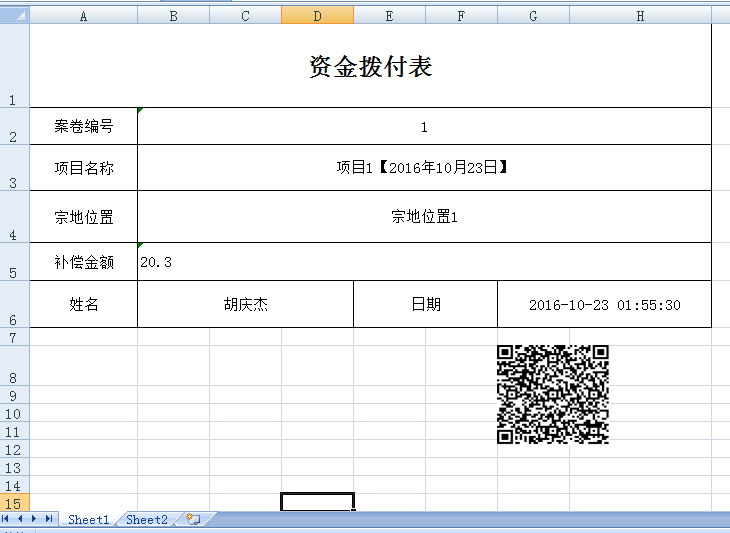 A B C D E F G H
1 资金拨付表
2 案卷编号 1
3 项目名称 项目1【2016年10月23日】
4 宗地位置 宗地位置1
5 补偿金额 20.3
6 姓名 胡庆杰 日期 2016-10-23 01:55:30
7
8
9
10
11
12
13
14
15
Sheet1 Sheet2